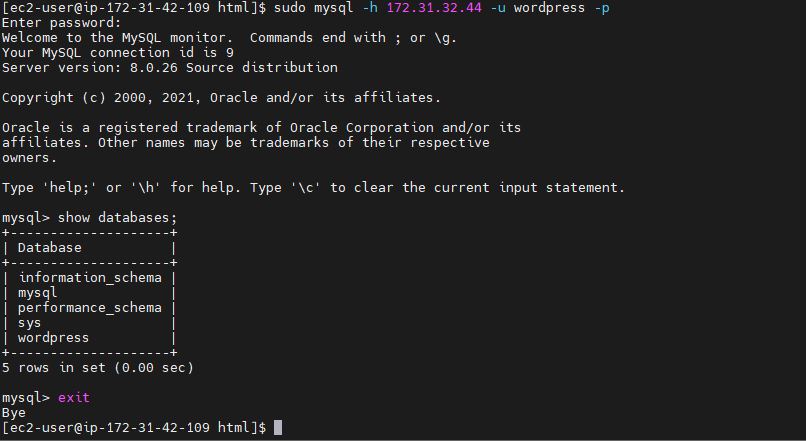 [ec2-user@ip-172-31-42-109 html]$ sudo mysql -h 172.31.32.44 -u wordpress -p
Enter password:
Welcome to the MySQL monitor.  Commands end with ; or \g.
Your MySQL connection id is 9
Server version: 8.0.26 Source distribution

Copyright (c) 2000, 2021, Oracle and/or its affiliates.

Oracle is a registered trademark of Oracle Corporation and/or its
affiliates. Other names may be trademarks of their respective
owners.

Type 'help;' or '\h' for help. Type '\c' to clear the current input statement.

mysql> show databases;
+--------------------+
| Database           |
+--------------------+
| information_schema |
| mysql              |
| performance_schema |
| sys                |
| wordpress          |
+--------------------+
5 rows in set (0.00 sec)

mysql> exit
Bye
[ec2-user@ip-172-31-42-109 html]$